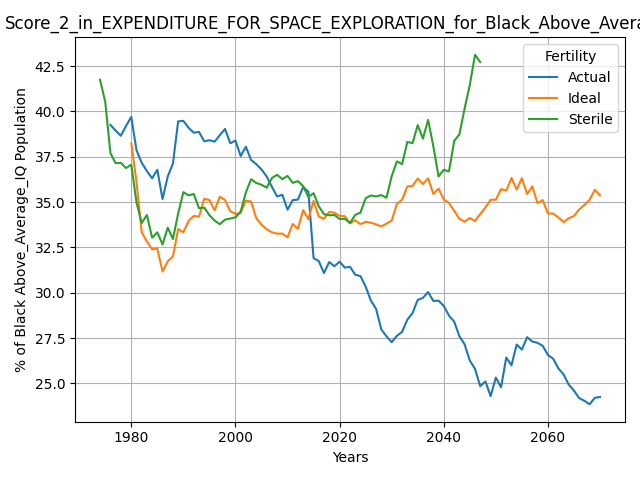 Score_2_in_EXPENDITURE_FOR_SPACE_EXPLORATION_for_Black_Above_Avera
% of Black Above_Average_IQ Population
42.5
40.0
37.5
35.0
32.5
30.0
27.5
25.0
Fertility
Actual
Ideal
Sterile
1980
2000
2020
2040
2060
Years